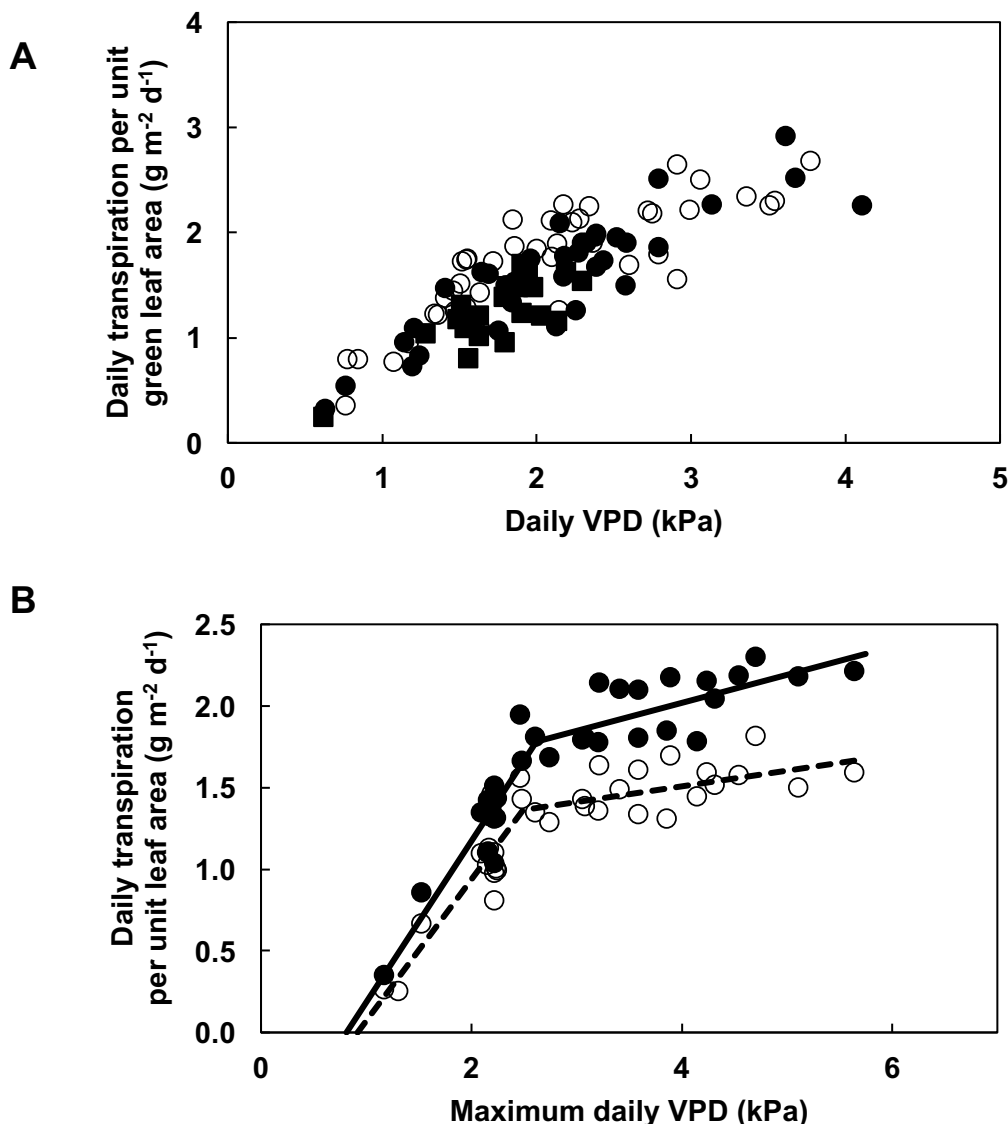 A
Daily transpiration per unit
green leaf area (g m⁻² d⁻¹)
4
3
2
1
0
0 1 2 3 4 5
Daily VPD (kPa)
B
Daily transpiration
per unit leaf area (g m⁻² d⁻¹)
2.5
2.0
1.5
1.0
0.5
0.0
0 2 4 6
Maximum daily VPD (kPa)